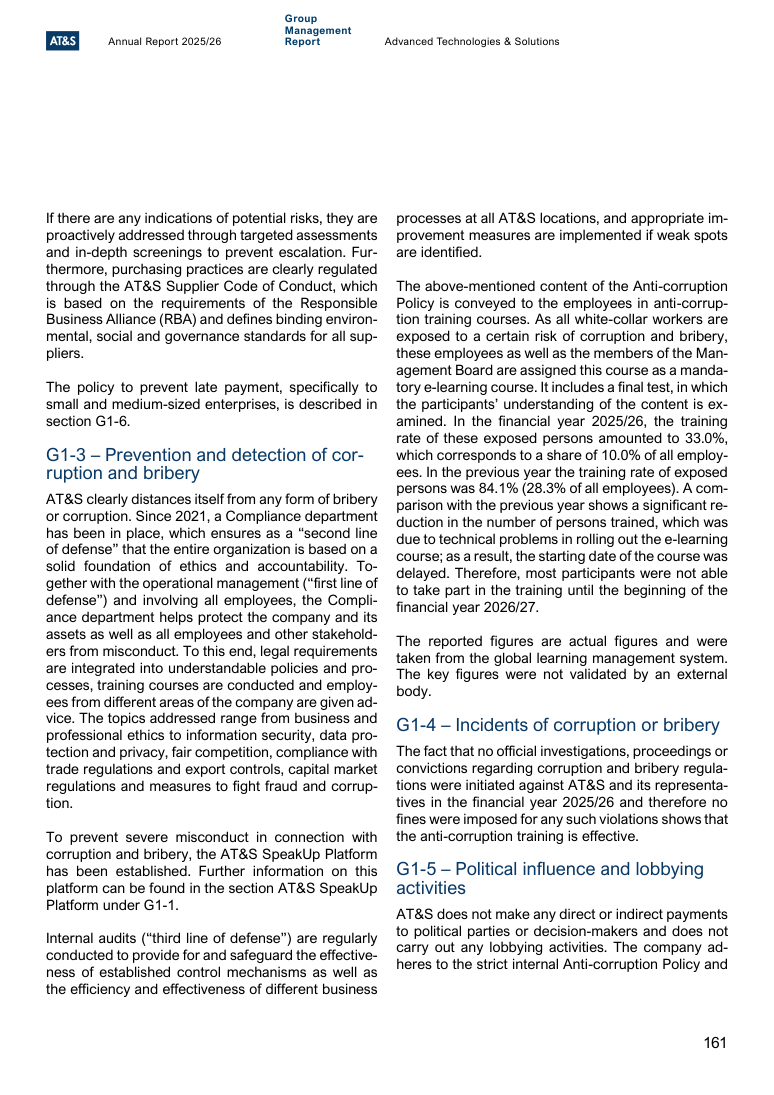 AT&S
Annual Report 2025/26
Group
Management
Report
Advanced Technologies & Solutions
If there are any indications of potential risks, they are
proactively addressed through targeted assessments
and in-depth screenings to prevent escalation. Fur-
thermore, purchasing practices are clearly regulated
through the AT&S Supplier Code of Conduct, which
is based on the requirements of the Responsible
Business Alliance (RBA) and defines binding environ-
mental, social and governance standards for all sup-
pliers.
The policy to prevent late payment, specifically to
small and medium-sized enterprises, is described in
section G1-6.
G1-3 – Prevention and detection of cor-
ruption and bribery
AT&S clearly distances itself from any form of bribery
or corruption. Since 2021, a Compliance department
has been in place, which ensures as a “second line
of defense” that the entire organization is based on a
solid foundation of ethics and accountability. To-
gether with the operational management (“first line of
defense”) and involving all employees, the Compli-
ance department helps protect the company and its
assets as well as all employees and other stakehold-
ers from misconduct. To this end, legal requirements
are integrated into understandable policies and pro-
cesses, training courses are conducted and employ-
ees from different areas of the company are given ad-
vice. The topics addressed range from business and
professional ethics to information security, data pro-
tection and privacy, fair competition, compliance with
trade regulations and export controls, capital market
regulations and measures to fight fraud and corrup-
tion.
To prevent severe misconduct in connection with
corruption and bribery, the AT&S SpeakUp Platform
has been established. Further information on this
platform can be found in the section AT&S SpeakUp
Platform under G1-1.
Internal audits (“third line of defense”) are regularly
conducted to provide for and safeguard the effective-
ness of established control mechanisms as well as
the efficiency and effectiveness of different business
processes at all AT&S locations, and appropriate im-
provement measures are implemented if weak spots
are identified.
The above-mentioned content of the Anti-corruption
Policy is conveyed to the employees in anti-corrup-
tion training courses. As all white-collar workers are
exposed to a certain risk of corruption and bribery,
these employees as well as the members of the Man-
agement Board are assigned this course as a manda-
tory e-learning course. It includes a final test, in which
the participants’ understanding of the content is ex-
amined. In the financial year 2025/26, the training
rate of these exposed persons amounted to 33.0%,
which corresponds to a share of 10.0% of all employ-
ees. In the previous year the training rate of exposed
persons was 84.1% (28.3% of all employees). A com-
parison with the previous year shows a significant re-
duction in the number of persons trained, which was
due to technical problems in rolling out the e-learning
course; as a result, the starting date of the course was
delayed. Therefore, most participants were not able
to take part in the training until the beginning of the
financial year 2026/27.
The reported figures are actual figures and were
taken from the global learning management system.
The key figures were not validated by an external
body.
G1-4 – Incidents of corruption or bribery
The fact that no official investigations, proceedings or
convictions regarding corruption and bribery regula-
tions were initiated against AT&S and its representa-
tives in the financial year 2025/26 and therefore no
fines were imposed for any such violations shows that
the anti-corruption training is effective.
G1-5 – Political influence and lobbying
activities
AT&S does not make any direct or indirect payments
to political parties or decision-makers and does not
carry out any lobbying activities. The company ad-
heres to the strict internal Anti-corruption Policy and
161